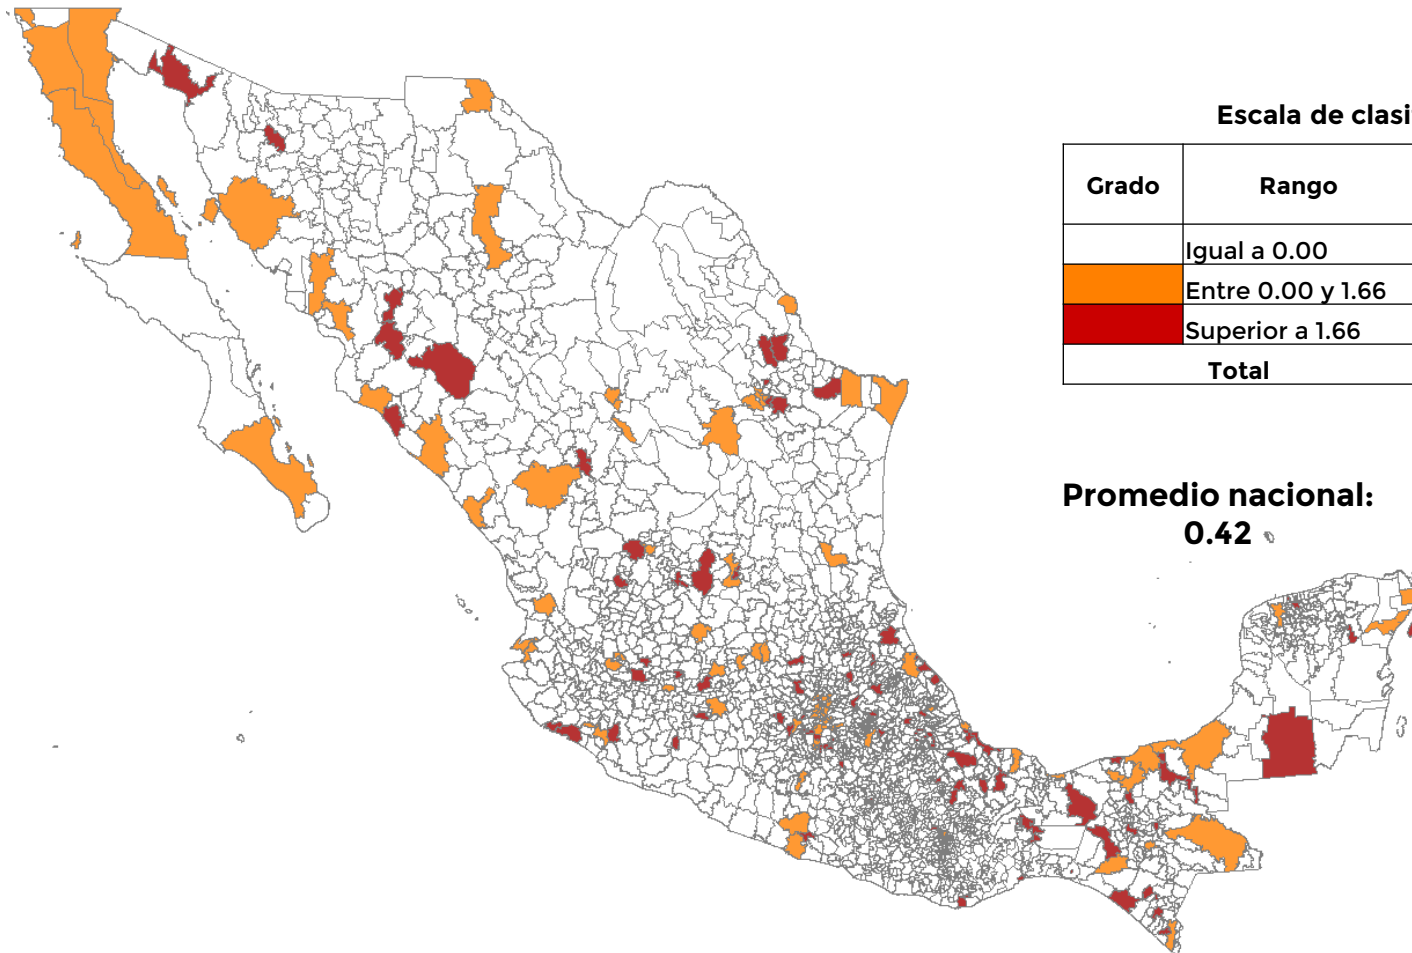 Escala de clasi
Grado Rango
Igual a 0.00
Entre 0.00 y 1.66
Superior a 1.66
Total
Promedio nacional:
0.42